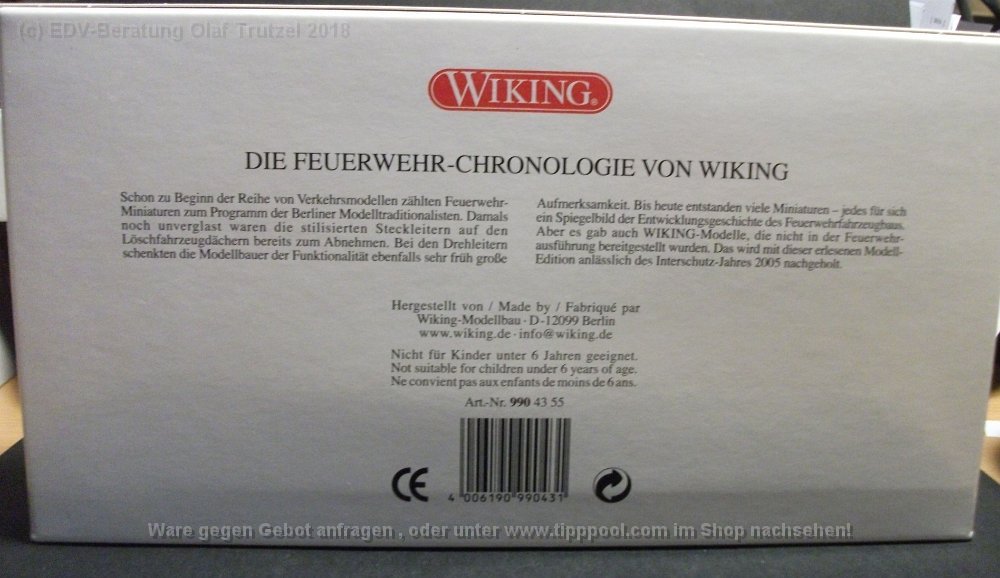 (c) EDV-Beratung Olaf Trutzel 2018
WIKING®
DIE FEUERWEHR-CHRONOLOGIE VON WIKING
Schon zu Beginn der Reihe von Verkehrsmodellen zählten Feuerwehr-
Miniaturen zum Programm der Berliner Modelltraditionalisten. Damals
noch unverglast waren die stilisierten Steckleitern auf den
Löschfahrzeugdächern bereits zum Abnehmen. Bei den Drehleitern
schenkten die Modellbauer der Funktionalität ebenfalls sehr früh große
Aufmerksamkeit. Bis heute entstanden viele Miniaturen – jedes für sich
ein Spiegelbild der Entwicklungsgeschichte des Feuerwehrfahrzeugbaus.
Aber es gab auch WIKING-Modelle, die nicht in der Feuerwehr-
ausführung bereitgestellt wurden. Das wird mit dieser erlesenen Modell-
Edition anlässlich des Interschutz-Jahres 2005 nachgeholt.
Hergestellt von / Made by / Fabriqué par
Wiking-Modellbau · D-12099 Berlin
www.wiking.de · info@wiking.de
Nicht für Kinder unter 6 Jahren geeignet.
Not suitable for children under 6 years of age.
Ne convient pas aux enfants de moins de 6 ans.
Art.-Nr. 990 43 55
CE
4 006190 990431
Ware gegen Gebot anfragen , oder unter www.tipppool.com im Shop nachsehen!